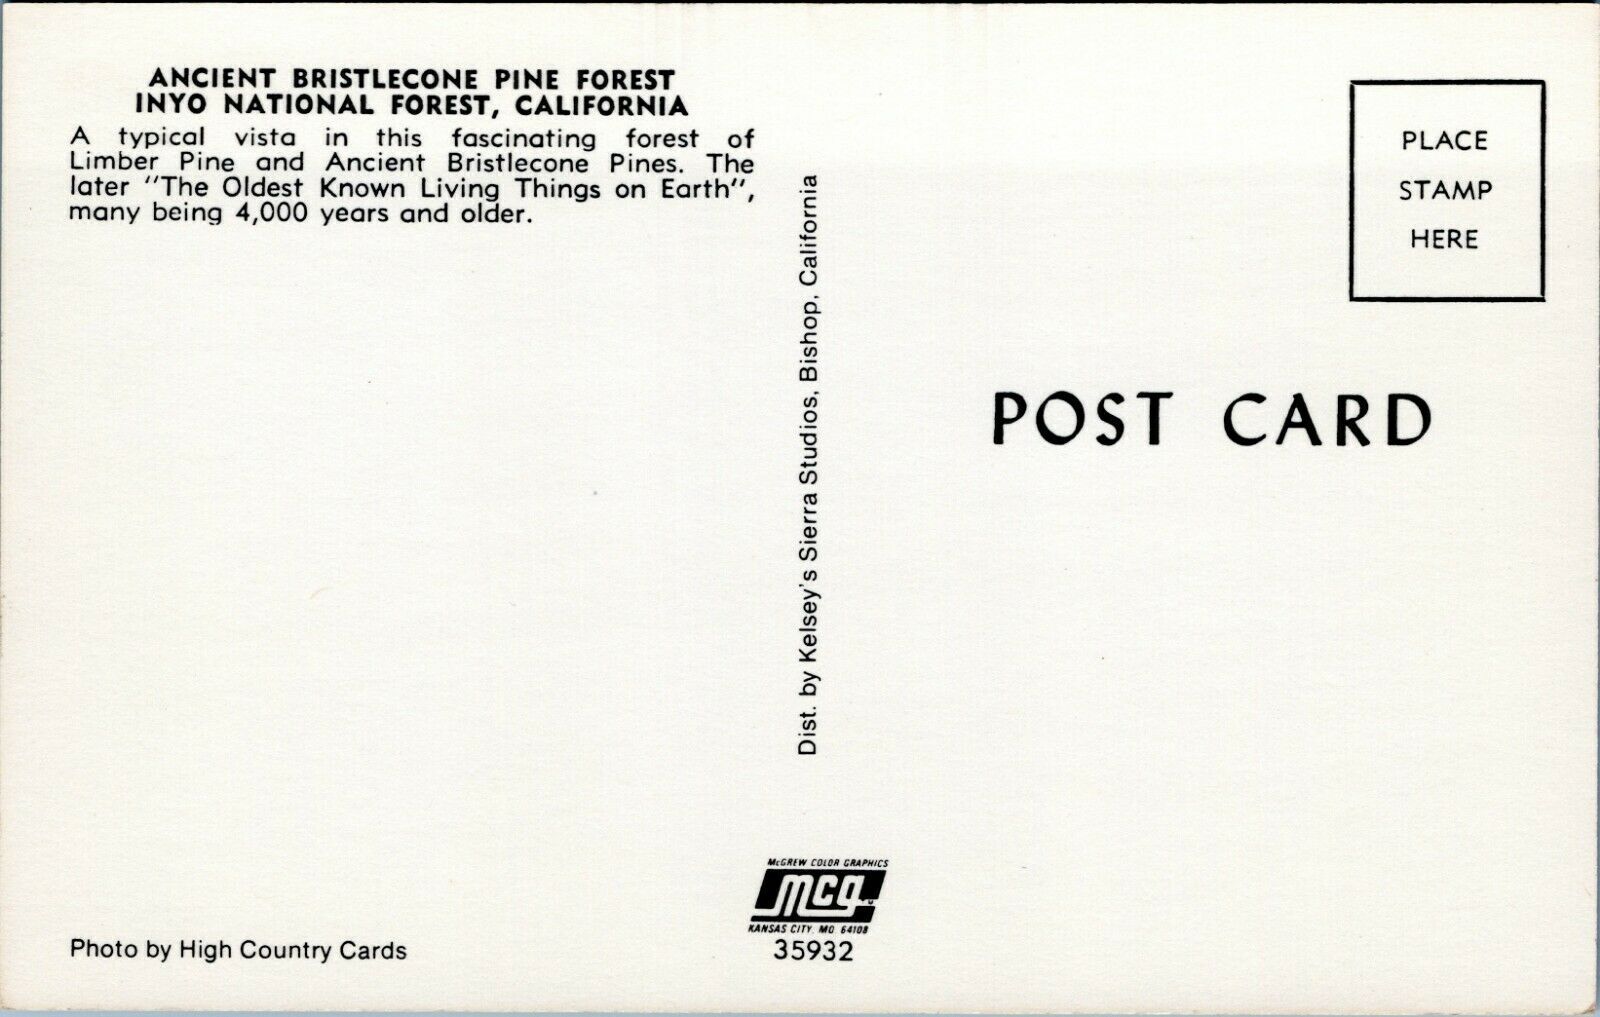 ANCIENT BRISTLECONE PINE FOREST
INYO NATIONAL FOREST, CALIFORNIA
A typical vista in this fascinating forest of
Limber Pine and Ancient Bristlecone Pines. The
later "The Oldest Known Living Things on Earth",
many being 4,000 years and older.
Dist. by Kelsey's Sierra Studios, Bishop, California
PLACE
STAMP
HERE
POST CARD
McGREW COLOR GRAPHICS
mcg
KANSAS CITY, MO. 64108
35932
Photo by High Country Cards